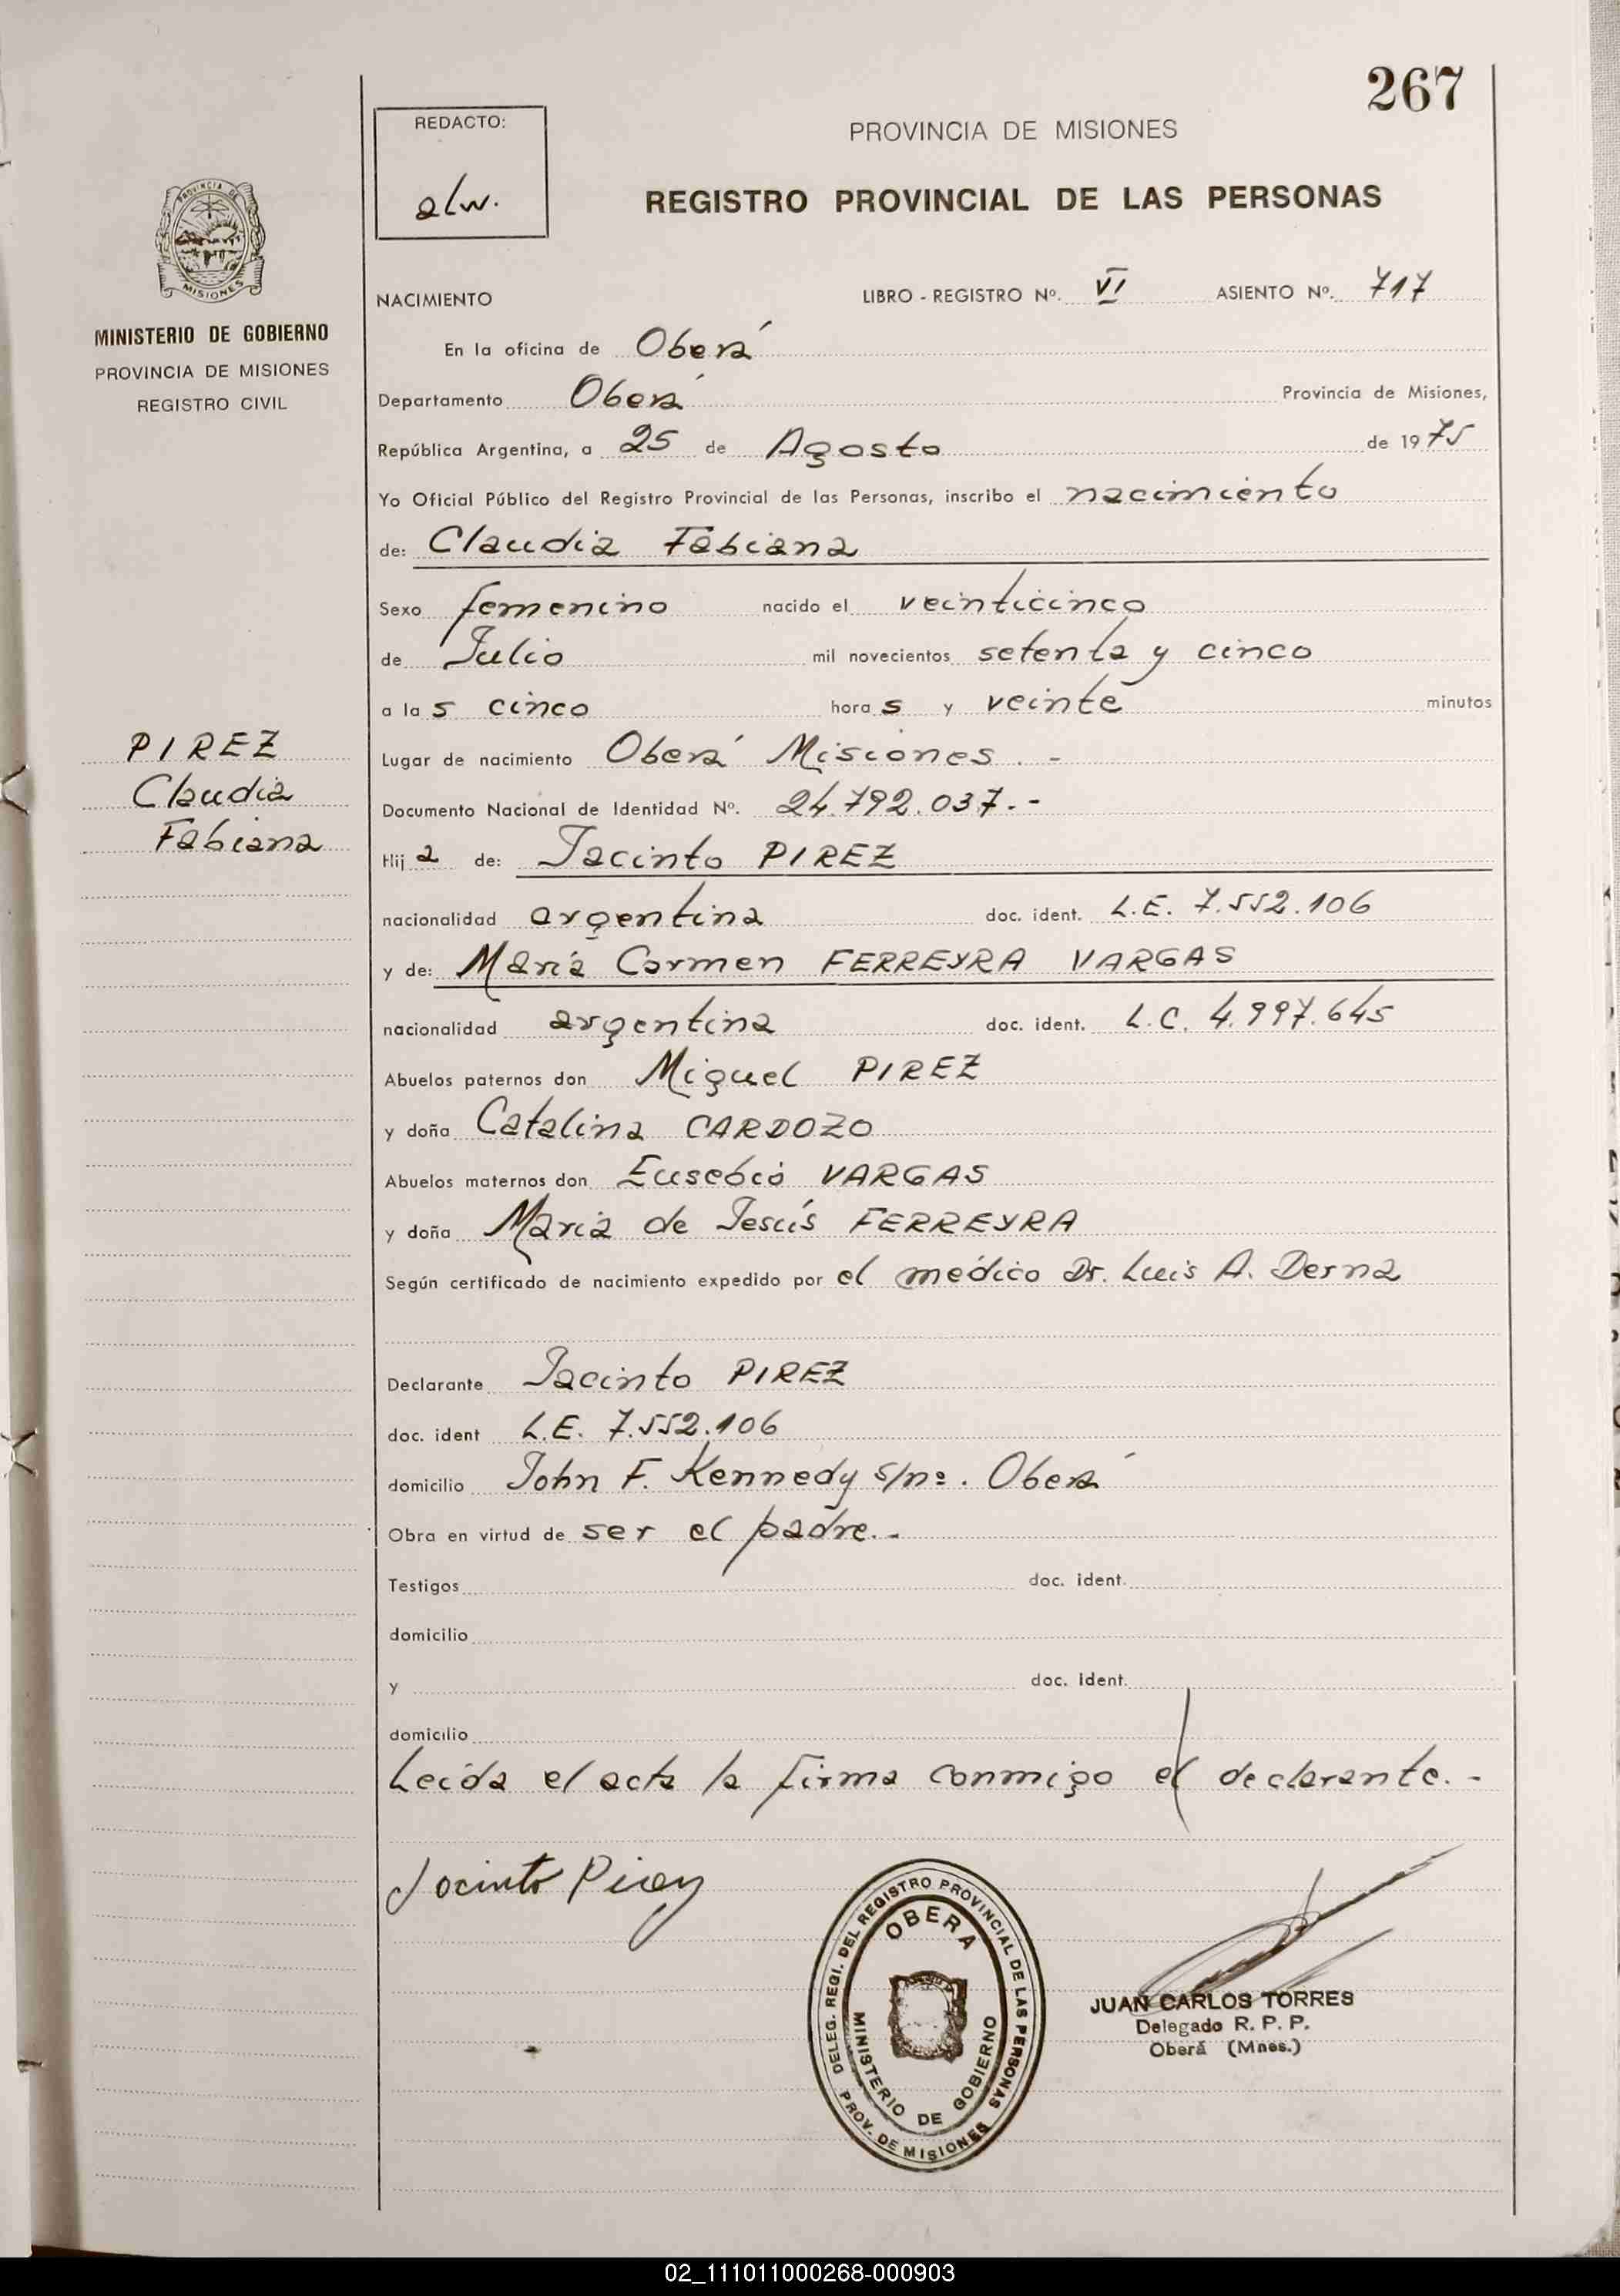 267
REDACTO:
alw.
PROVINCIA DE MISIONES
REGISTRO PROVINCIAL DE LAS PERSONAS
PROVINCIA DE
MISIONES
MINISTERIO DE GOBIERNO
PROVINCIA DE MISIONES
REGISTRO CIVIL
NACIMIENTO LIBRO - REGISTRO Nº. VI ASIENTO Nº. 717
En la oficina de Oberá
Departamento Oberá Provincia de Misiones,
República Argentina, a 25 de Agosto de 1975
Yo Oficial Público del Registro Provincial de las Personas, inscribo el nacimiento
de: Claudia Fabiana
Sexo femenino nacido el veinticinco
de Julio mil novecientos setenta y cinco
a las cinco horas y veinte minutos
PIREZ
Claudia
Fabiana
Lugar de nacimiento Oberá Misiones . -
Documento Nacional de Identidad Nº. 24.792.037.-
Hija de: Jacinto PIREZ
nacionalidad argentina doc. ident. L.E. 7.552.106
y de: María Carmen FERREYRA VARGAS
nacionalidad argentina doc. ident. L.C. 4.997.645
Abuelos paternos don Miguel PIREZ
y doña Catalina CARDOZO
Abuelos maternos don Eusebio VARGAS
y doña María de Jesús FERREYRA
Según certificado de nacimiento expedido por el médico Dr. Luis A. Derna
Declarante Jacinto PIREZ
doc. ident L.E. 7.552.106
domicilio John F. Kennedy s/nº. Oberá
Obra en virtud de ser el padre.-
Testigos doc. ident.
domicilio
y doc. ident.
domicilio
Leída el acta la firma conmigo el declarante.-
Jacinto Pirez
DELEG. REGI. DEL REGISTRO PROVINCIAL DE LAS PERSONAS
PROV. DE MISIONES
OBERA
MINISTERIO DE GOBIERNO
JUAN CARLOS TORRES
Delegado R. P. P.
Oberá (Mnes.)
02_111011000268-000903